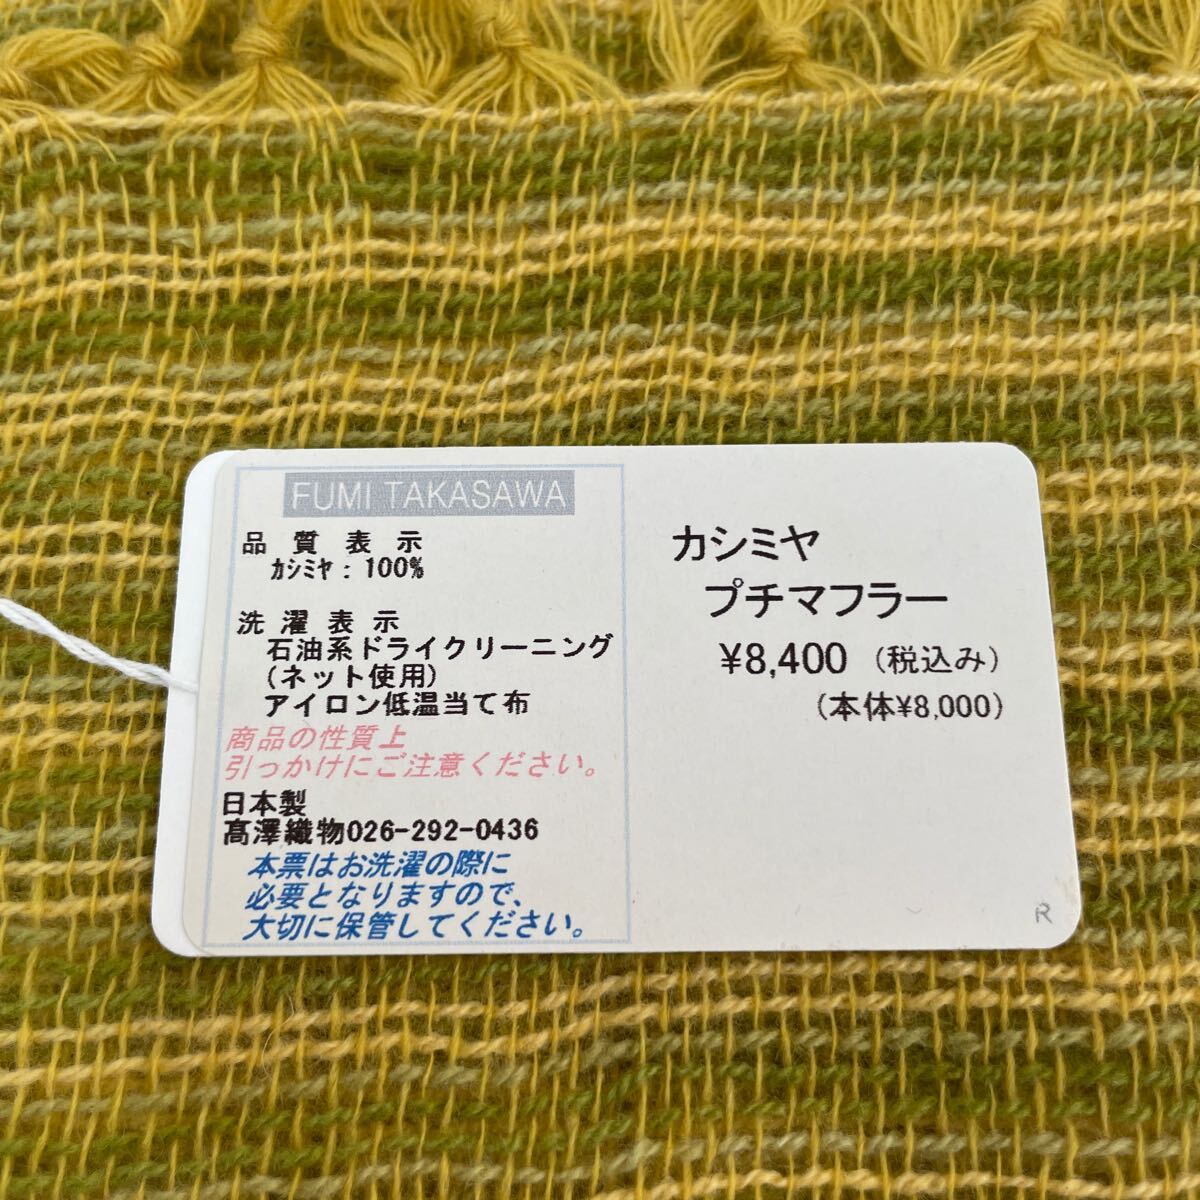 FUMI TAKASAWA
品質表示
カシミヤ：100%
洗濯表示
石油系ドライクリーニング
(ネット使用)
アイロン低温当て布
商品の性質上
引っかけにご注意ください。
日本製
髙澤織物026-292-0436
本票はお洗濯の際に
必要となりますので、
大切に保管してください。
カシミヤ
プチマフラー
¥8,400（税込み）
（本体¥8,000）
R